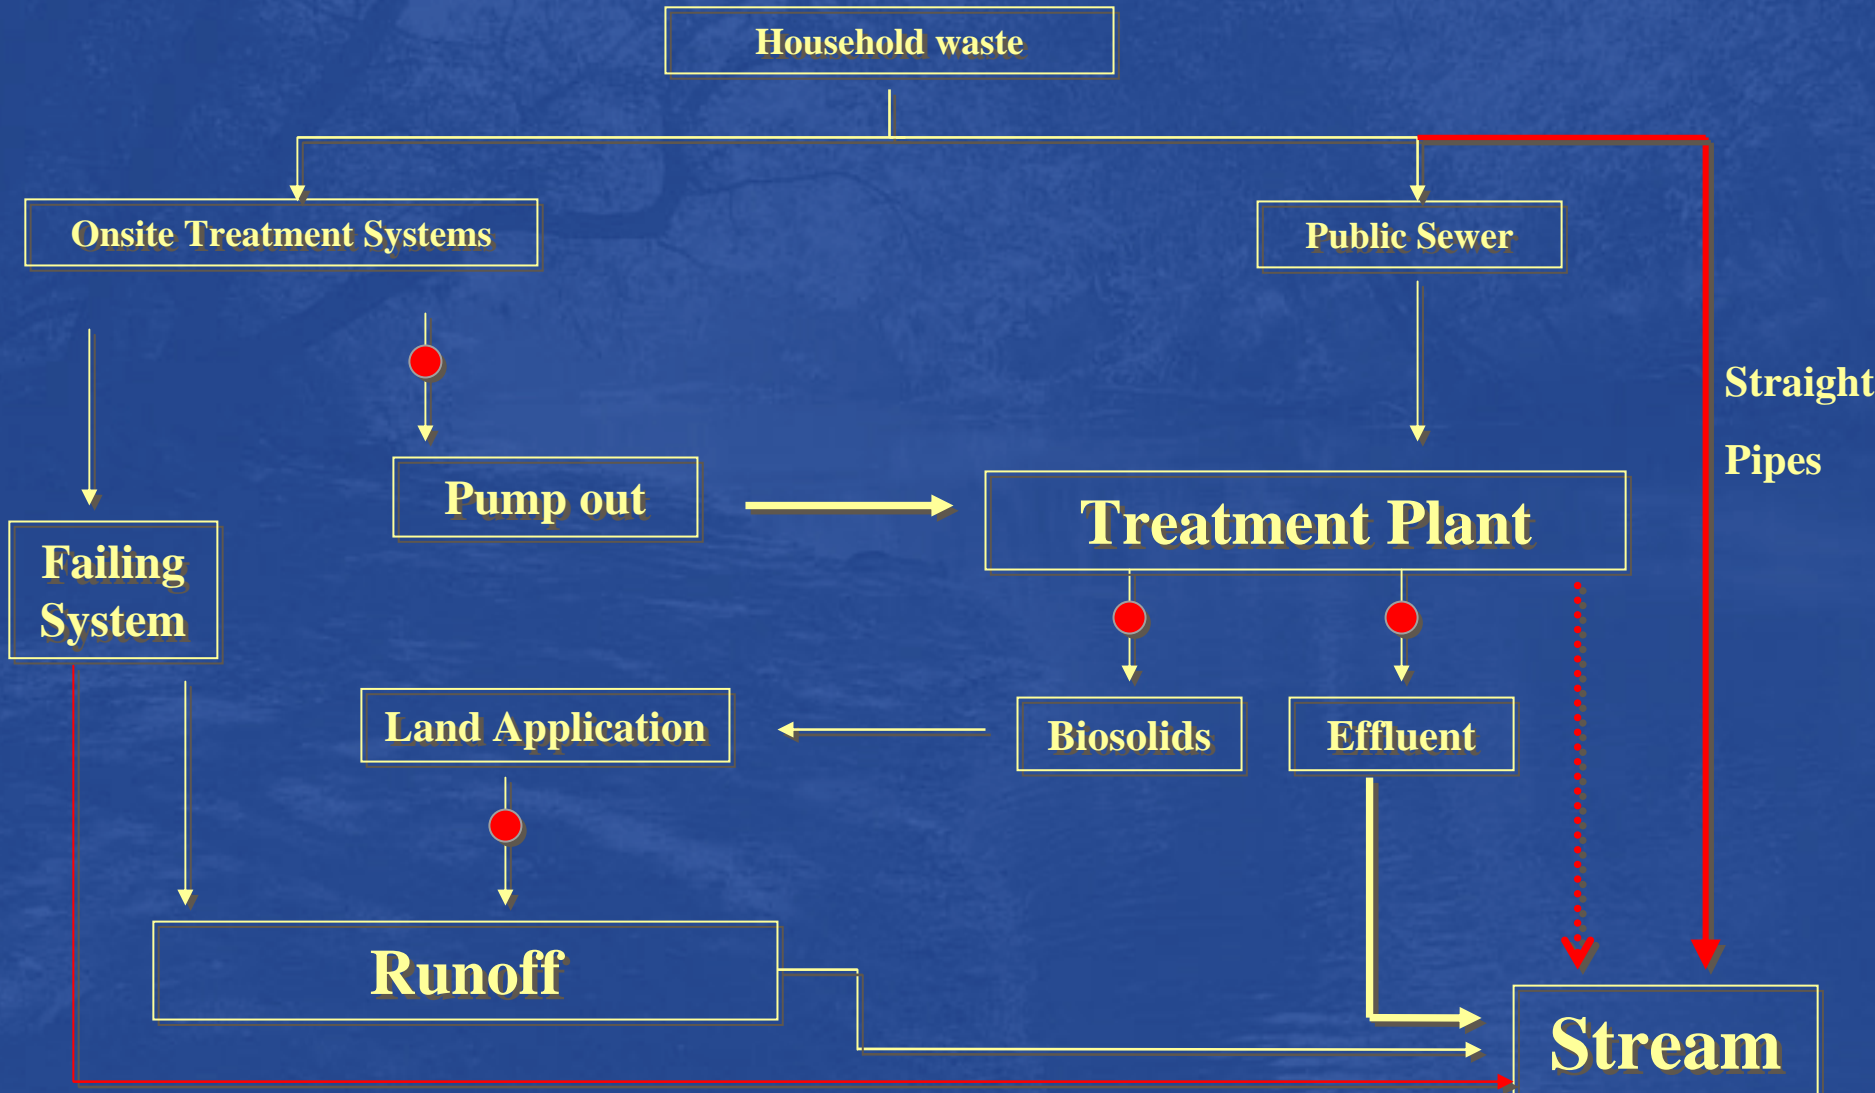 Household waste
Onsite Treatment Systems
Public Sewer
Straight
Pipes
Pump out
Treatment Plant
Failing
System
Land Application
Biosolids
Effluent
Runoff
Stream